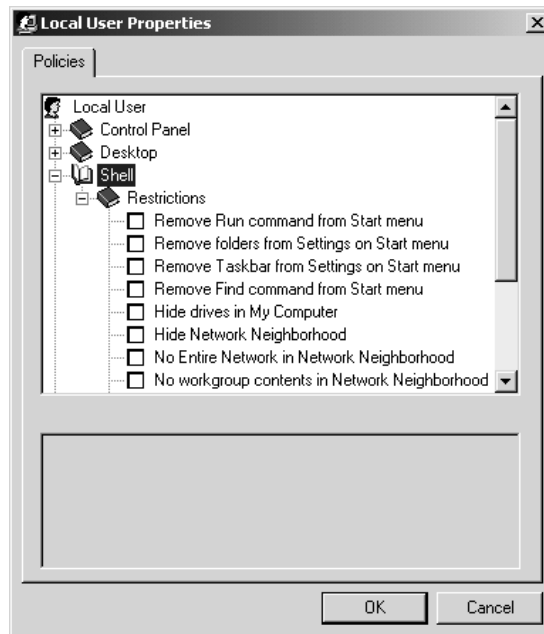 Local User Properties
Policies
Local User
Control Panel
Desktop
Shell
Restrictions
Remove Run command from Start menu
Remove folders from Settings on Start menu
Remove Taskbar from Settings on Start menu
Remove Find command from Start menu
Hide drives in My Computer
Hide Network Neighborhood
No Entire Network in Network Neighborhood
No workgroup contents in Network Neighborhood
OK Cancel